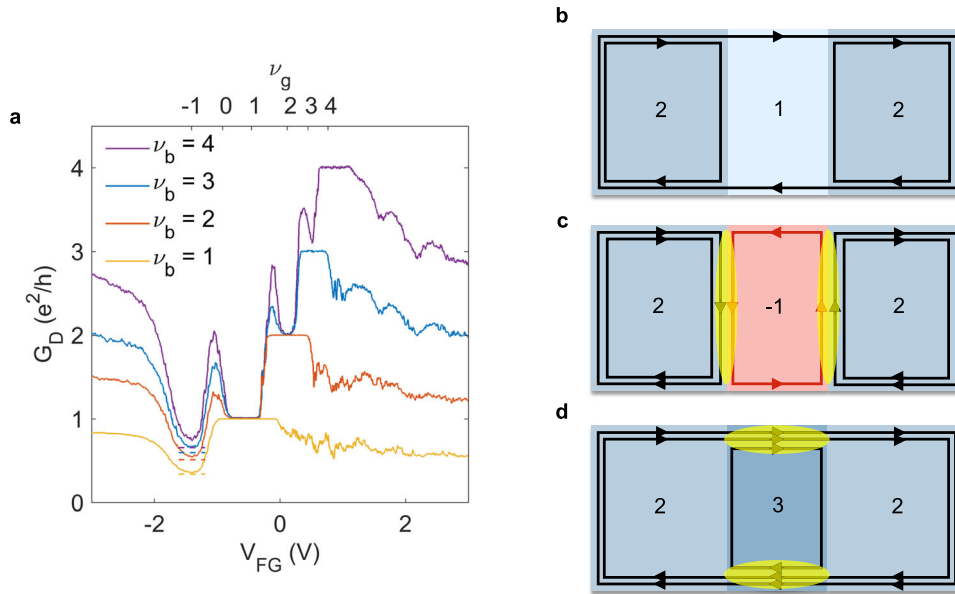 a
ν_g
-1 0 1 2 3 4
ν_b = 4
ν_b = 3
ν_b = 2
ν_b = 1
4
3
2
1
0
G_D (e²/h)
-2 0 2
V_FG (V)
b
2 1 2
c
2 -1 2
d
2 3 2